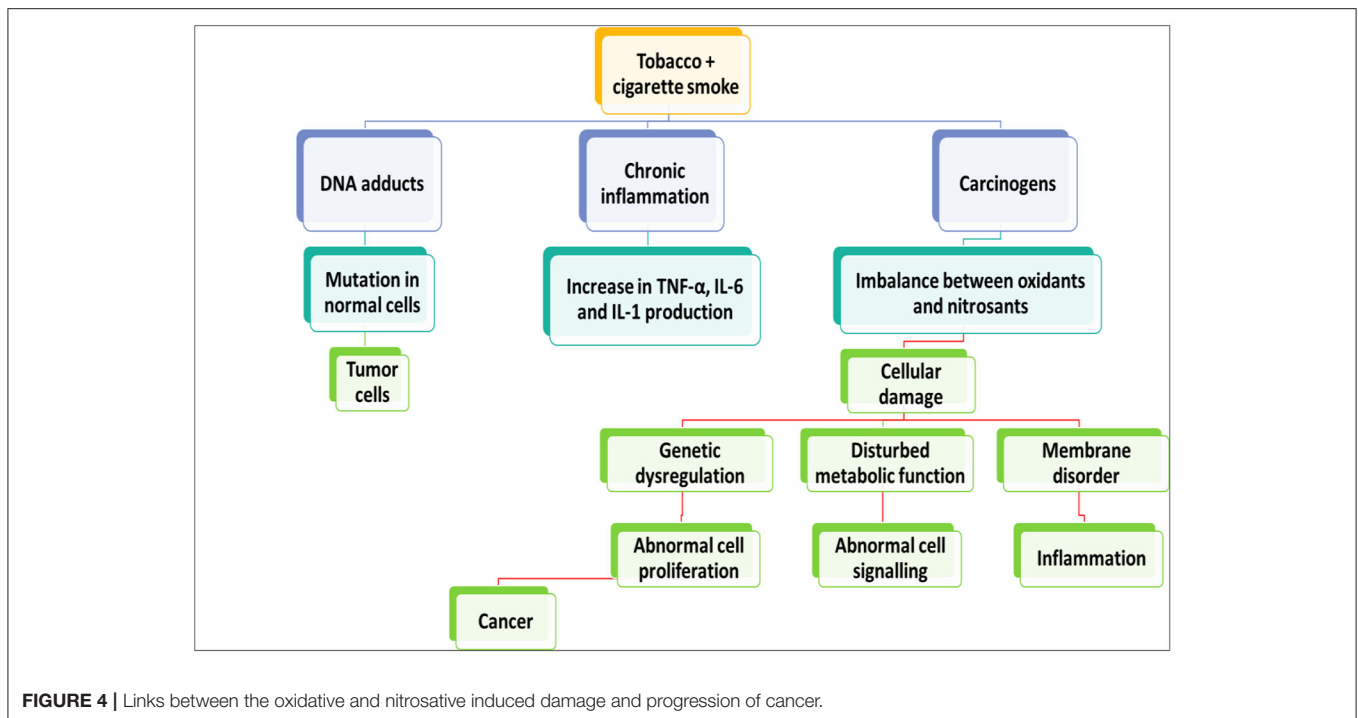 Tobacco +
cigarette smoke
DNA adducts
Chronic
inflammation
Carcinogens
Mutation in
normal cells
Increase in TNF-α, IL-6
and IL-1 production
Imbalance between oxidants
and nitrosants
Tumor
cells
Cellular
damage
Genetic
dysregulation
Disturbed
metabolic function
Membrane
disorder
Abnormal cell
proliferation
Abnormal cell
signalling
Inflammation
Cancer
FIGURE 4 | Links between the oxidative and nitrosative induced damage and progression of cancer.